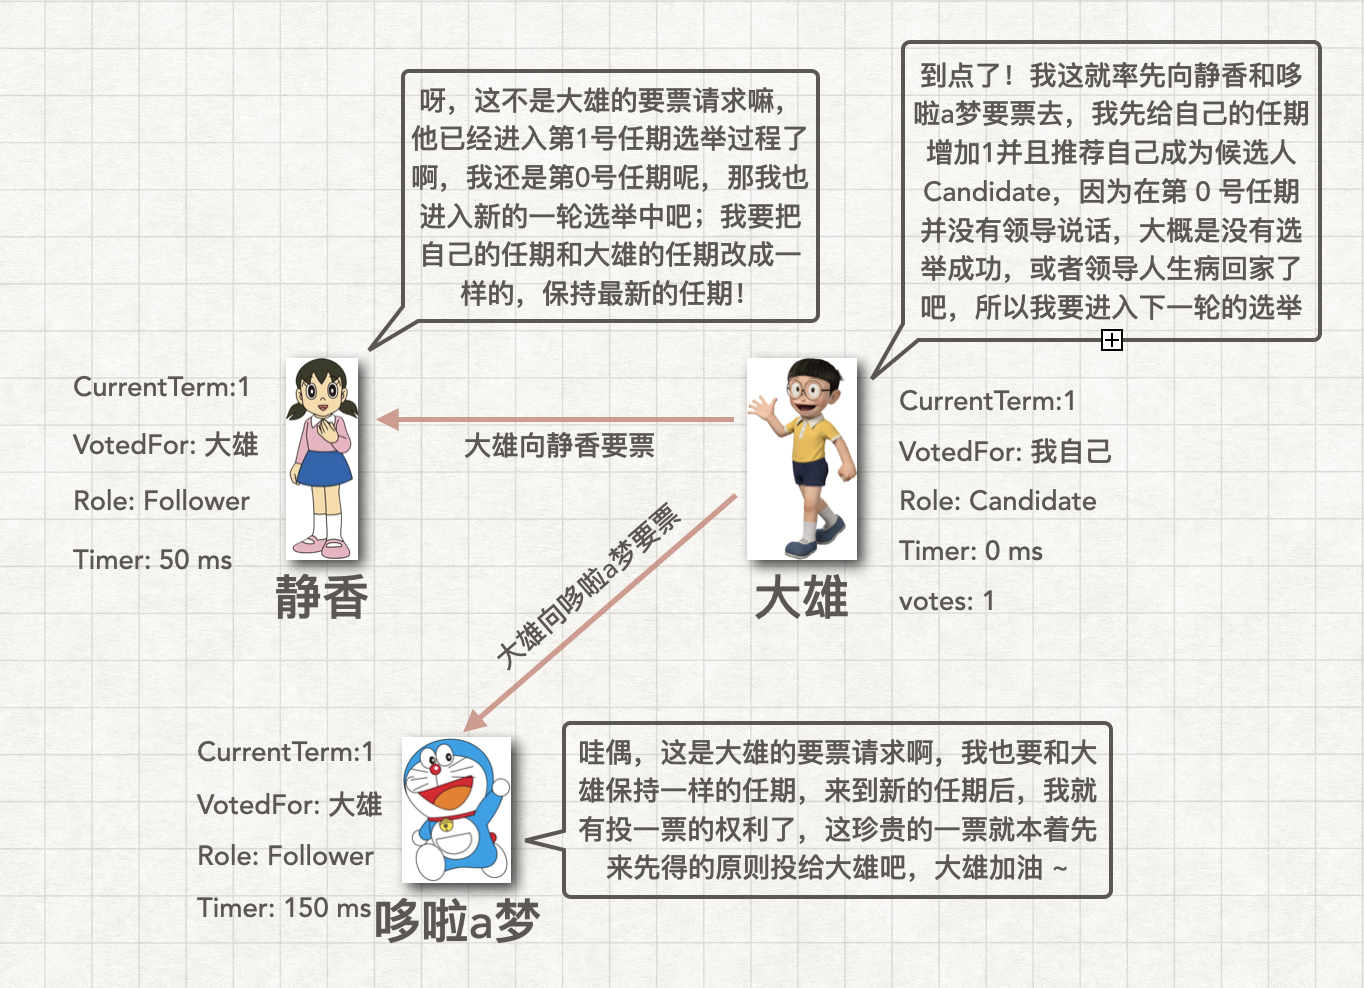 到点了！我这就率先向静香和哆
啦a梦要票去，我先给自己的任期
增加1并且推荐自己成为候选人
Candidate，因为在第 0 号任期
并没有领导说话，大概是没有选
举成功，或者领导人生病回家了
吧，所以我要进入下一轮的选举
呀，这不是大雄的要票请求嘛，
他已经进入第1号任期选举过程了
啊，我还是第0号任期呢，那我也
进入新的一轮选举中吧；我要把
自己的任期和大雄的任期改成一
样的，保持最新的任期！
CurrentTerm:1
VotedFor: 大雄
Role: Follower
Timer: 50 ms
静香
大雄向静香要票
大雄向哆啦a梦要票
大雄
CurrentTerm:1
VotedFor: 我自己
Role: Candidate
Timer: 0 ms
votes: 1
CurrentTerm:1
VotedFor: 大雄
Role: Follower
Timer: 150 ms
哆啦a梦
哇偶，这是大雄的要票请求啊，我也要和大
雄保持一样的任期，来到新的任期后，我就
有投一票的权利了，这珍贵的一票就本着先
来先得的原则投给大雄吧，大雄加油 ~